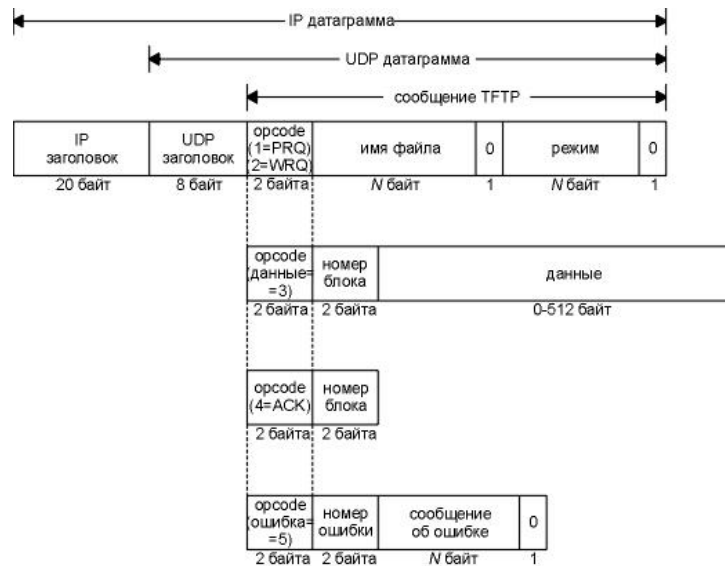 IP датаграмма
UDP датаграмма
сообщение TFTP
IP заголовок
UDP заголовок
opcode (1=PRQ) (2=WRQ)
имя файла
0
режим
0
20 байт
8 байт
2 байта
N байт
1
N байт
1
opcode (данные= =3)
номер блока
данные
2 байта
2 байта
0-512 байт
opcode (4=ACK)
номер блока
2 байта
2 байта
opcode (ошибка= =5)
номер ошибки
сообщение об ошибке
0
2 байта
2 байта
N байт
1